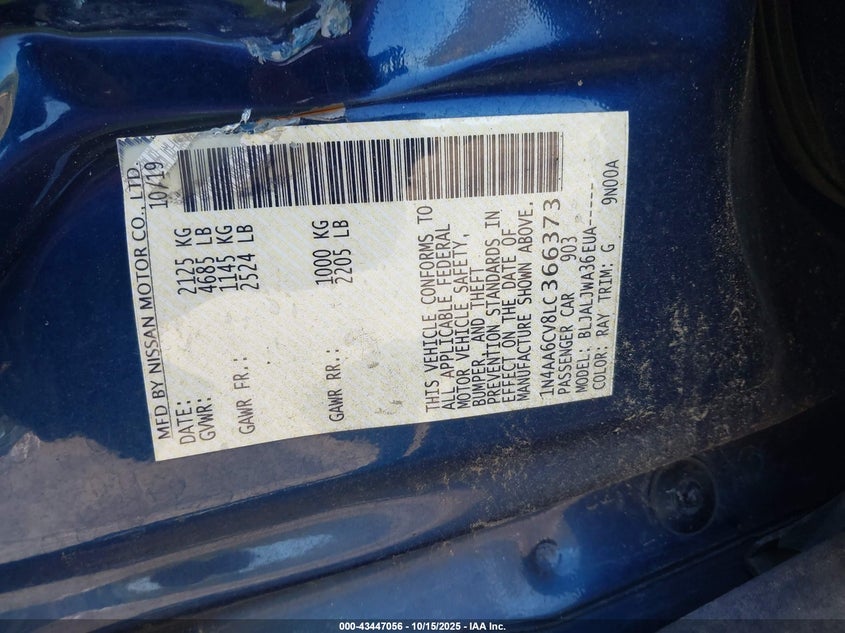 MFD BY NISSAN MOTOR CO., LTD.
DATE: 10/19
GVWR: 2125 KG
4685 LB
GAWR FR.: 1145 KG
2524 LB
GAWR RR.: 1000 KG
2205 LB
THIS VEHICLE CONFORMS TO
ALL APPLICABLE FEDERAL
MOTOR VEHICLE SAFETY,
BUMPER, AND THEFT
PREVENTION STANDARDS IN
EFFECT ON THE DATE OF
MANUFACTURE SHOWN ABOVE.
1N4AA6CV8LC366373
PASSENGER CAR 903
MODEL: BLJALJWA36EUA------
COLOR: RAY TRIM: G 9N00A
000-43447056 - 10/15/2025 - IAA Inc.